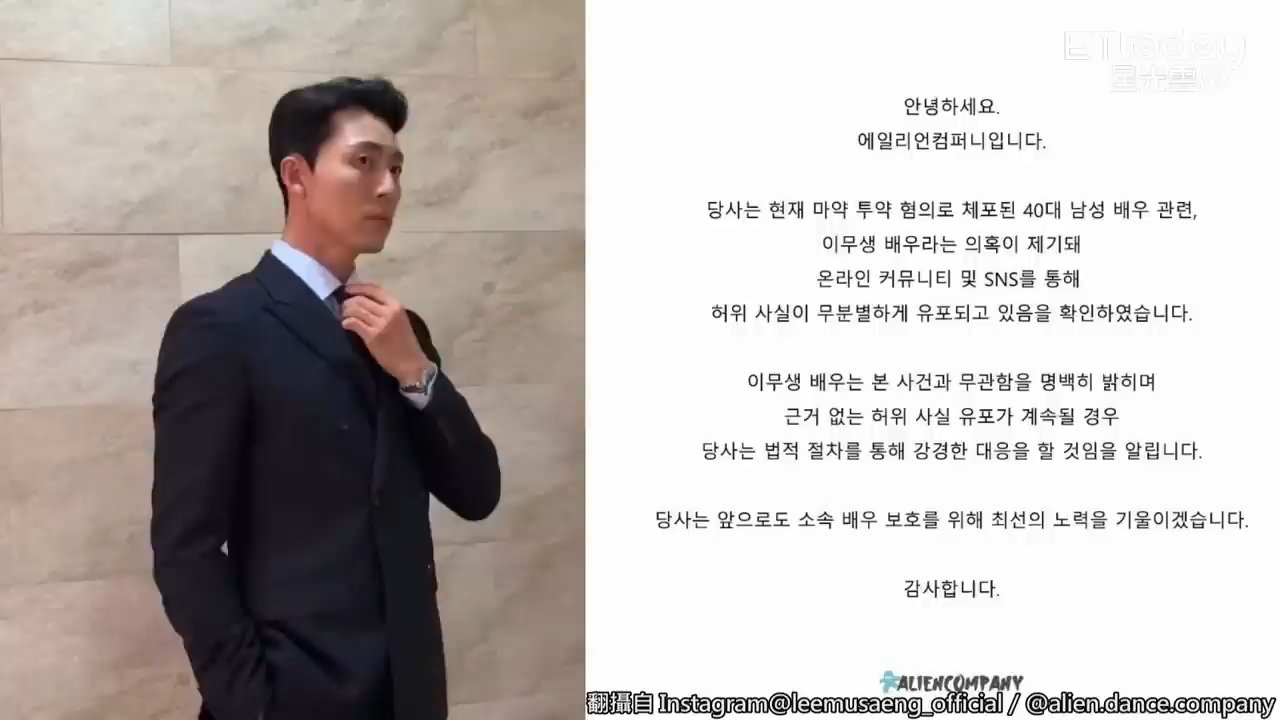 ETtoday
星光雲
안녕하세요.
에일리언컴퍼니입니다.
당사는 현재 마약 투약 혐의로 체포된 40대 남성 배우 관련,
이무생 배우라는 의혹이 제기돼
온라인 커뮤니티 및 SNS를 통해
허위 사실이 무분별하게 유포되고 있음을 확인하였습니다.
이무생 배우는 본 사건과 무관함을 명백히 밝히며
근거 없는 허위 사실 유포가 계속될 경우
당사는 법적 절차를 통해 강경한 대응을 할 것임을 알립니다.
당사는 앞으로도 소속 배우 보호를 위해 최선의 노력을 기울이겠습니다.
감사합니다.
ALIENCOMPANY
翻攝自 Instagram@leemusaeng_official / @alien.dance.company